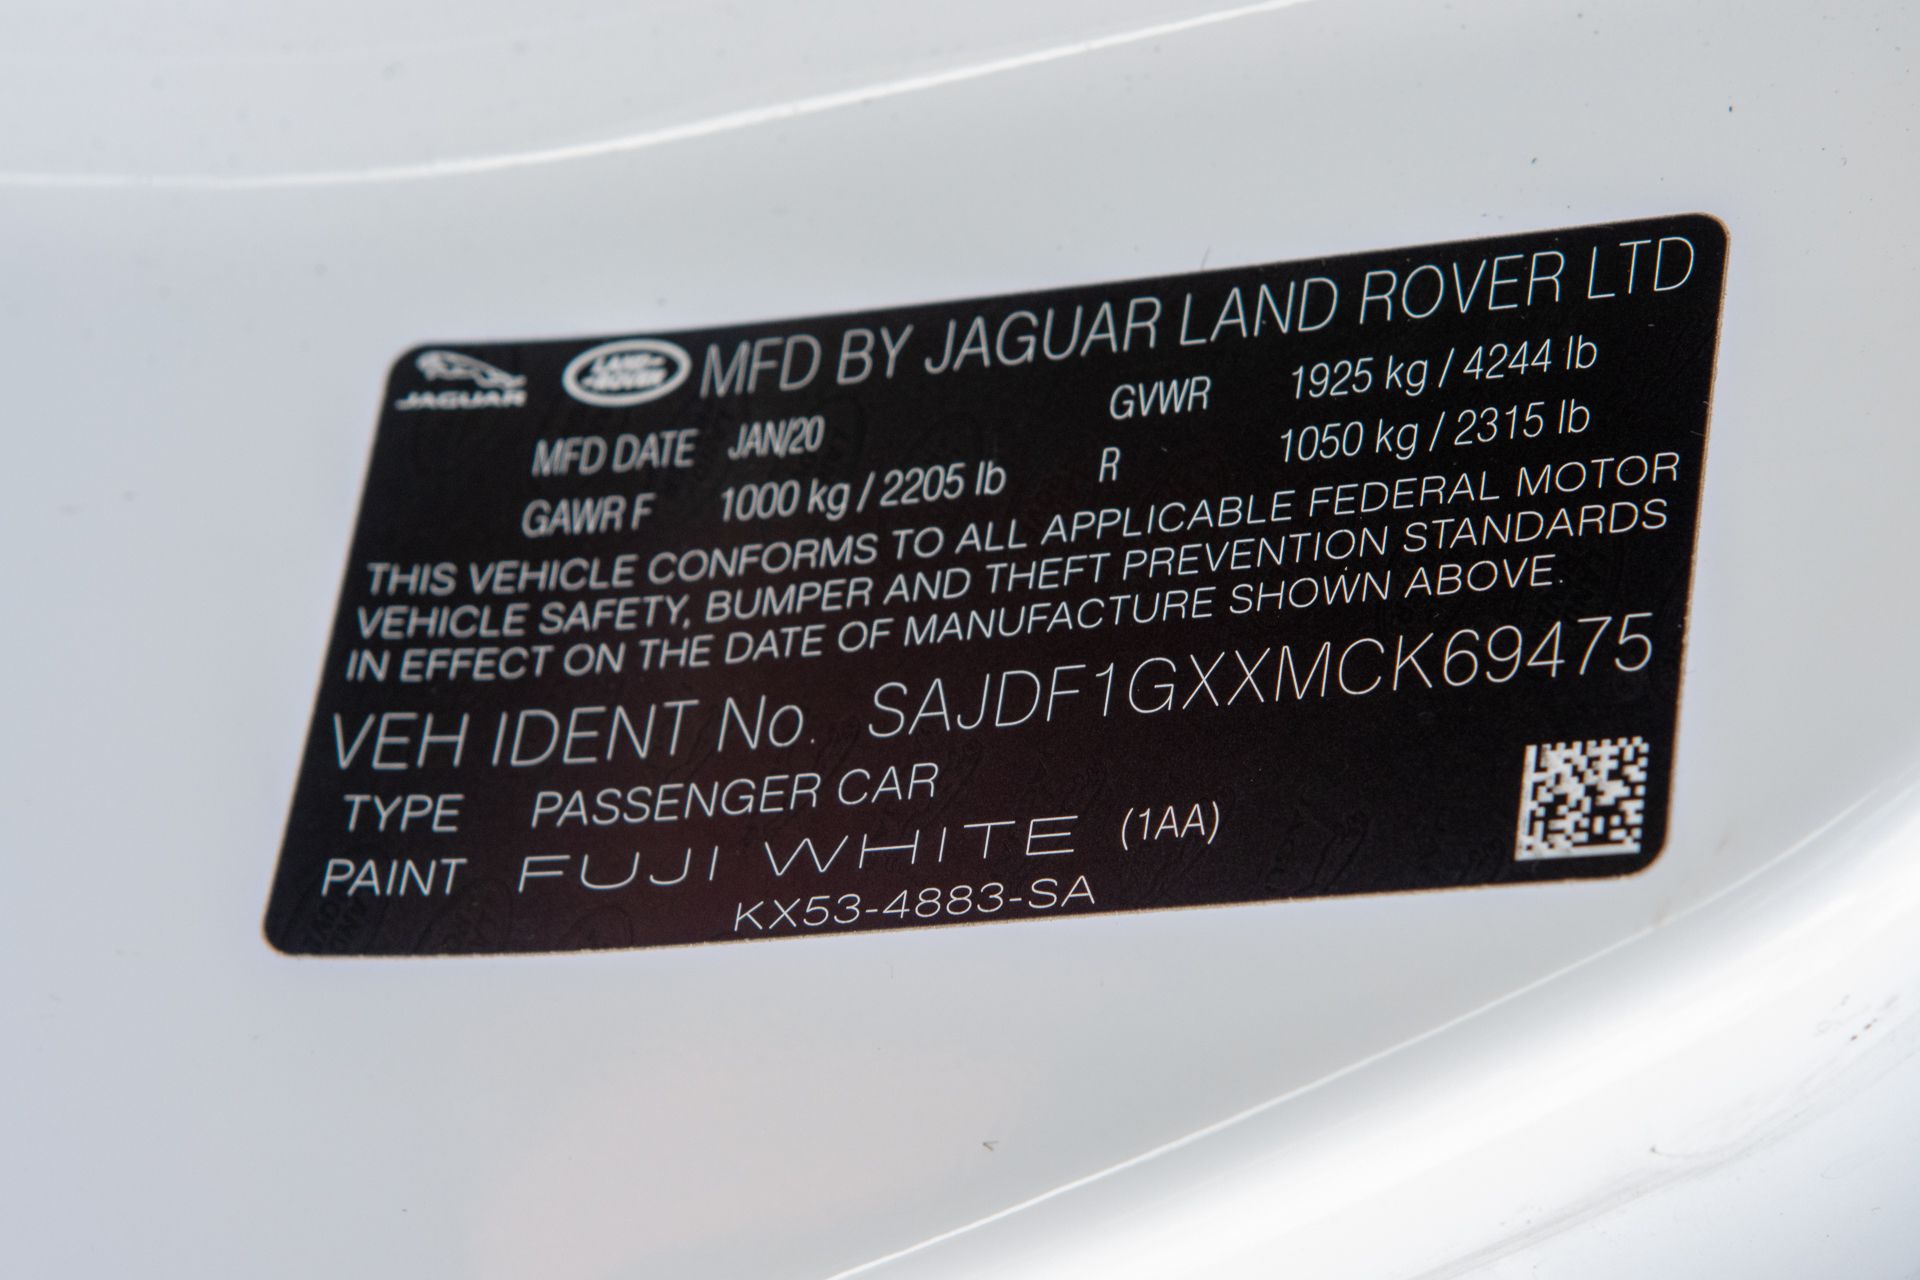 JAGUAR LAND ROVER MFD BY JAGUAR LAND ROVER LTD
MFD DATE JAN/20 GVWR 1925 kg / 4244 lb
GAWR F 1000 kg / 2205 lb R 1050 kg / 2315 lb
THIS VEHICLE CONFORMS TO ALL APPLICABLE FEDERAL MOTOR
VEHICLE SAFETY, BUMPER AND THEFT PREVENTION STANDARDS
IN EFFECT ON THE DATE OF MANUFACTURE SHOWN ABOVE.
VEH IDENT No. SAJDF1GXXMCK69475
TYPE PASSENGER CAR
PAINT FUJI WHITE (1AA)
KX53-4883-SA